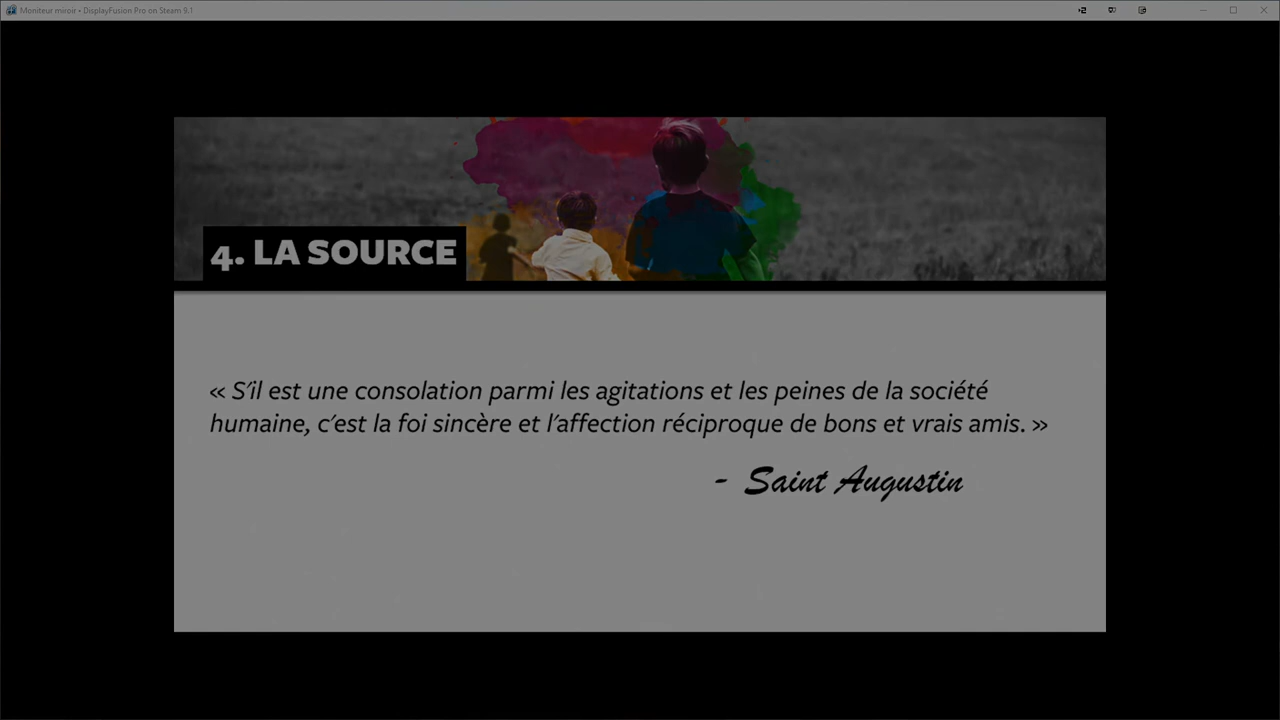 Moniteur miroir • DisplayFusion Pro on Steam 9.1
4. LA SOURCE
« S'il est une consolation parmi les agitations et les peines de la société
humaine, c'est la foi sincère et l'affection réciproque de bons et vrais amis. »
- Saint Augustin